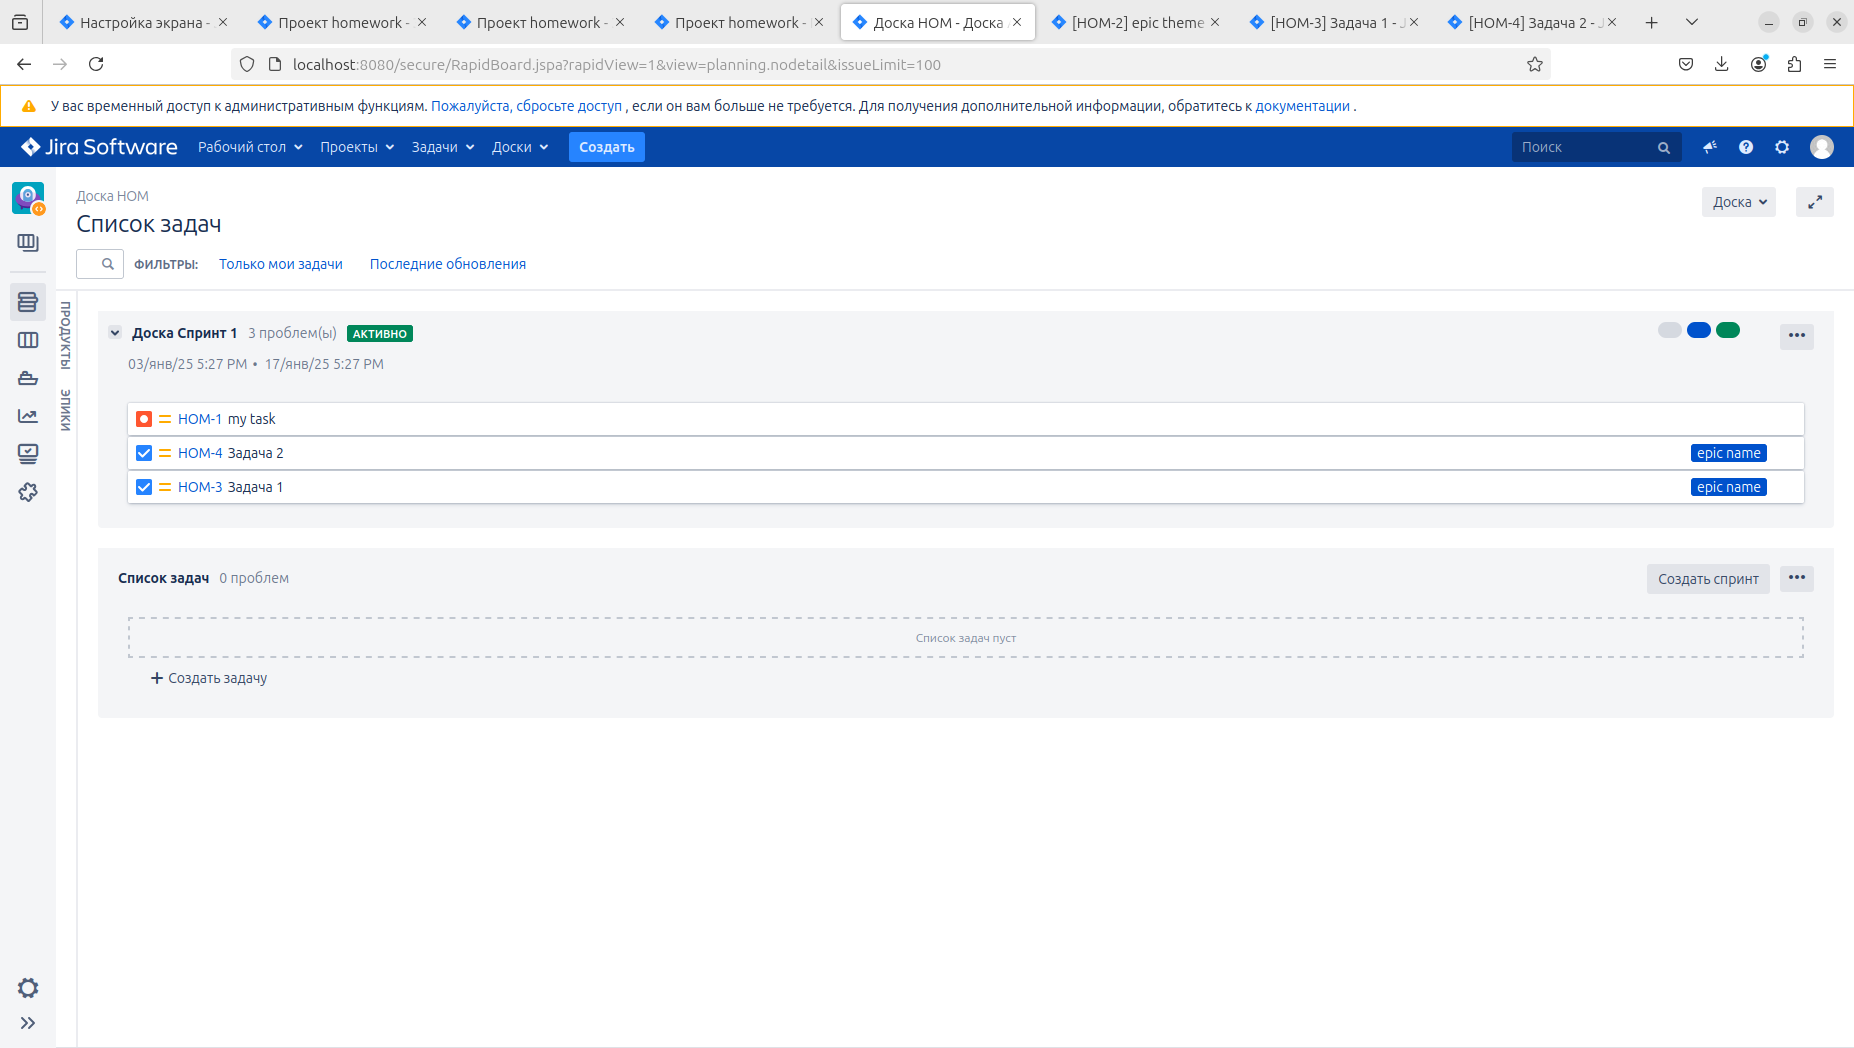 Настройка экрана -
Проект homework -
Проект homework -
Проект homework -
Доска HOM - Доска
[HOM-2] epic theme
[HOM-3] Задача 1 - J
[HOM-4] Задача 2 - J
localhost:8080/secure/RapidBoard.jspa?rapidView=1&view=planning.nodetail&issueLimit=100
У вас временный доступ к административным функциям. Пожалуйста, сбросьте доступ , если он вам больше не требуется. Для получения дополнительной информации, обратитесь к документации .
Jira Software
Рабочий стол
Проекты
Задачи
Доски
Создать
Поиск
Доска HOM
Список задач
Доска
ФИЛЬТРЫ:
Только мои задачи
Последние обновления
ПРОДУКТЫ
ЭПИКИ
Доска Спринт 1 3 проблем(ы) АКТИВНО
03/янв/25 5:27 PM • 17/янв/25 5:27 PM
HOM-1 my task
HOM-4 Задача 2 epic name
HOM-3 Задача 1 epic name
Список задач 0 проблем
Создать спринт
Список задач пуст
+ Создать задачу